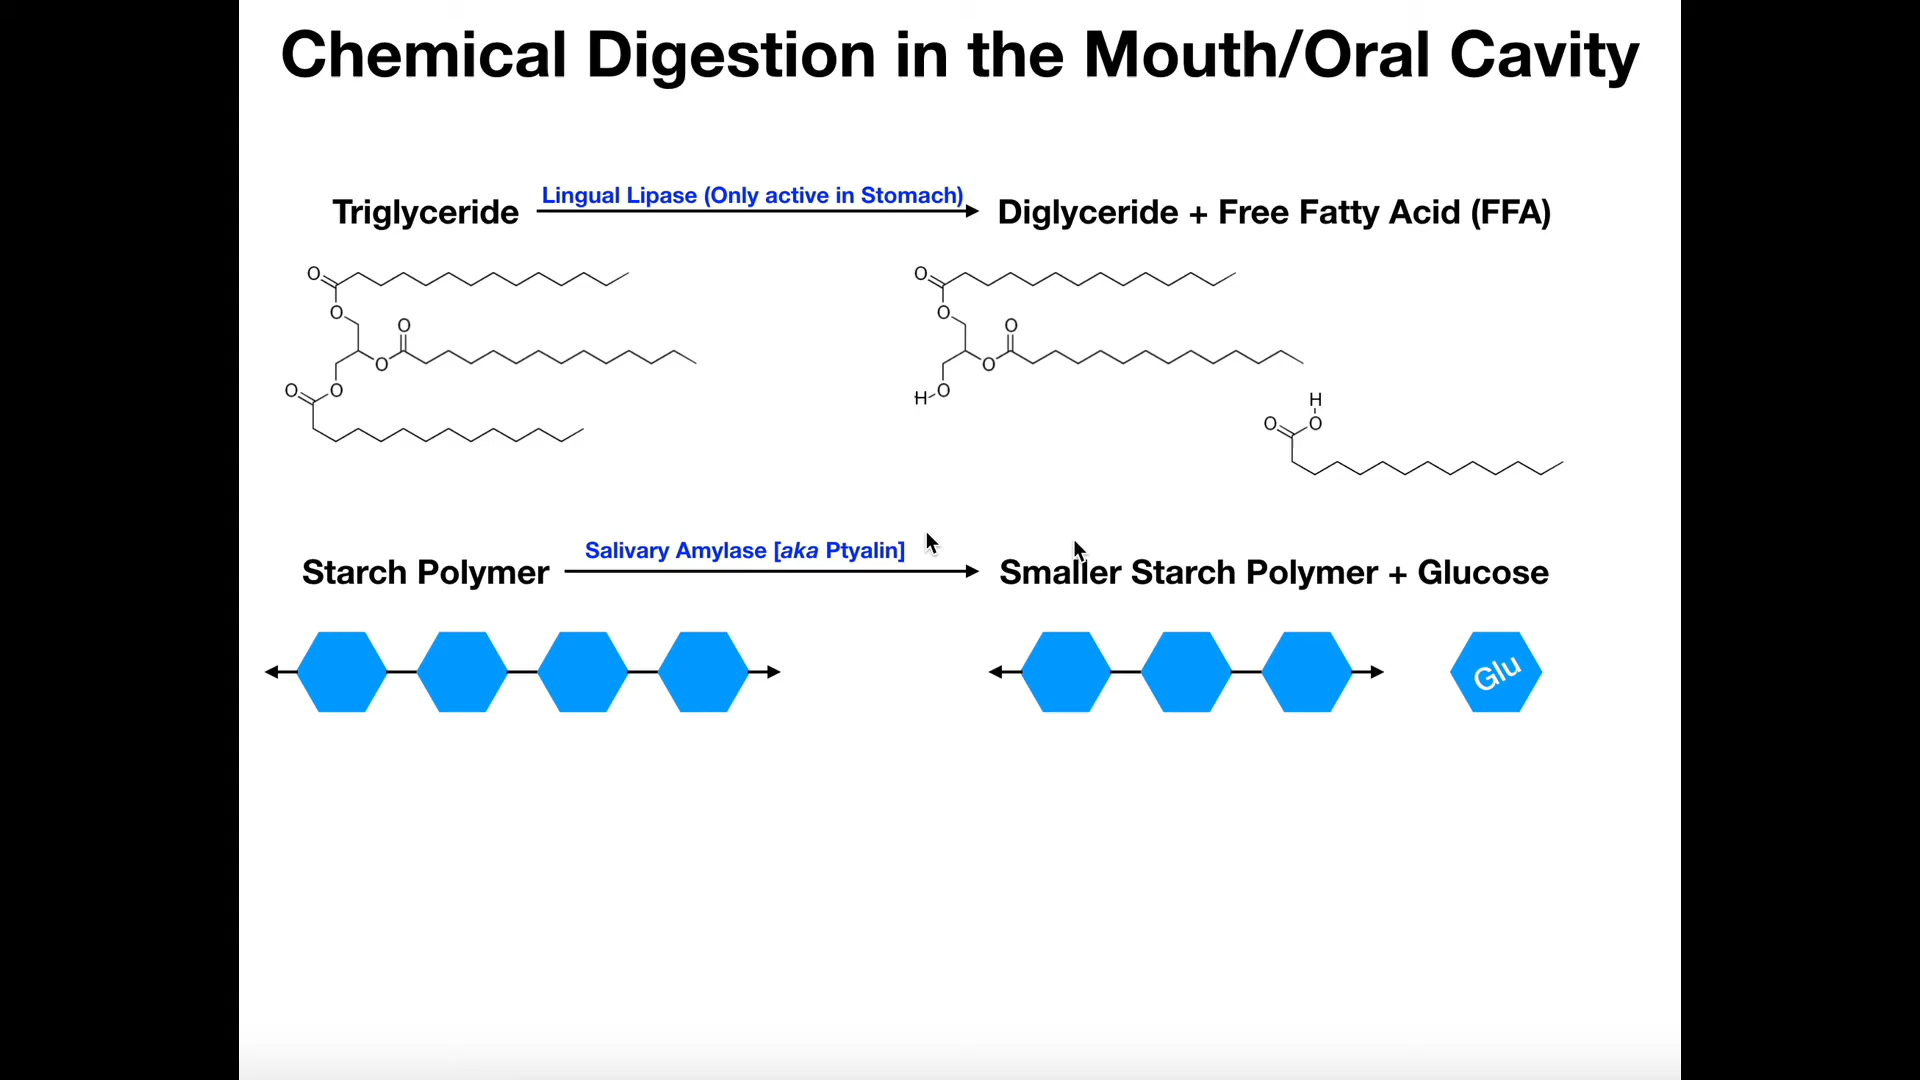 Chemical Digestion in the Mouth/Oral Cavity
Triglyceride
Lingual Lipase (Only active in Stomach)
Diglyceride + Free Fatty Acid (FFA)
O
O
O
O
O
O
O
O
O
O
H-O
H
O
O
Starch Polymer
Salivary Amylase [aka Ptyalin]
Smaller Starch Polymer + Glucose
Glu